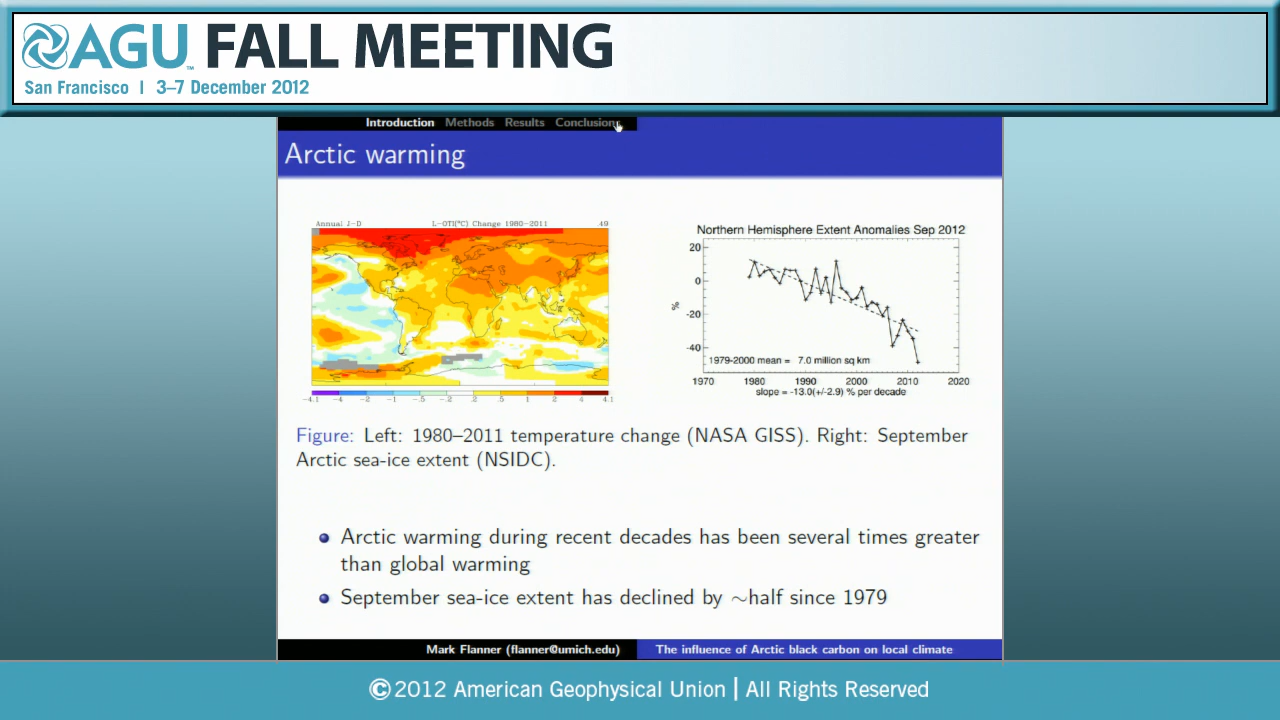 AGU™ FALL MEETING
San Francisco | 3–7 December 2012
Introduction Methods Results Conclusions
Arctic warming
Annual J-D L-OTI(°C) Change 1980-2011 .49
-4.1 -4 -2 -1 -.5 -.2 .2 .5 1 2 4 4.1
Northern Hemisphere Extent Anomalies Sep 2012
20
0
-20
-40
%
1979-2000 mean = 7.0 million sq km
1970 1980 1990 2000 2010 2020
slope = -13.0(+/-2.9) % per decade
Figure: Left: 1980–2011 temperature change (NASA GISS). Right: September
Arctic sea-ice extent (NSIDC).
Arctic warming during recent decades has been several times greater
than global warming
September sea-ice extent has declined by ~half since 1979
Mark Flanner (flanner@umich.edu) The influence of Arctic black carbon on local climate
©2012 American Geophysical Union | All Rights Reserved